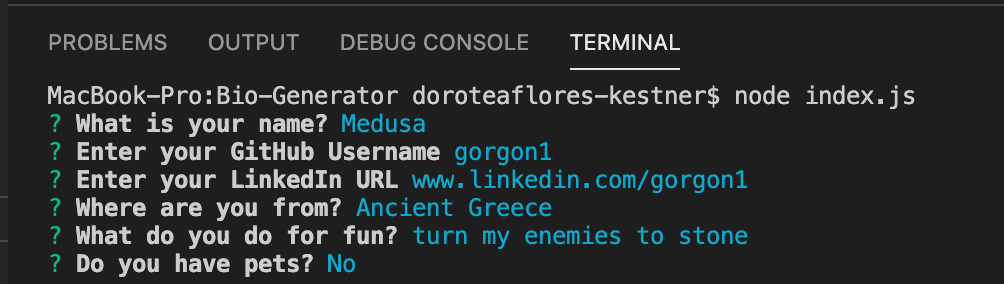 PROBLEMS OUTPUT DEBUG CONSOLE TERMINAL
MacBook-Pro:Bio-Generator doroteaflores-kestner$ node index.js
? What is your name? Medusa
? Enter your GitHub Username gorgon1
? Enter your LinkedIn URL www.linkedin.com/gorgon1
? Where are you from? Ancient Greece
? What do you do for fun? turn my enemies to stone
? Do you have pets? No